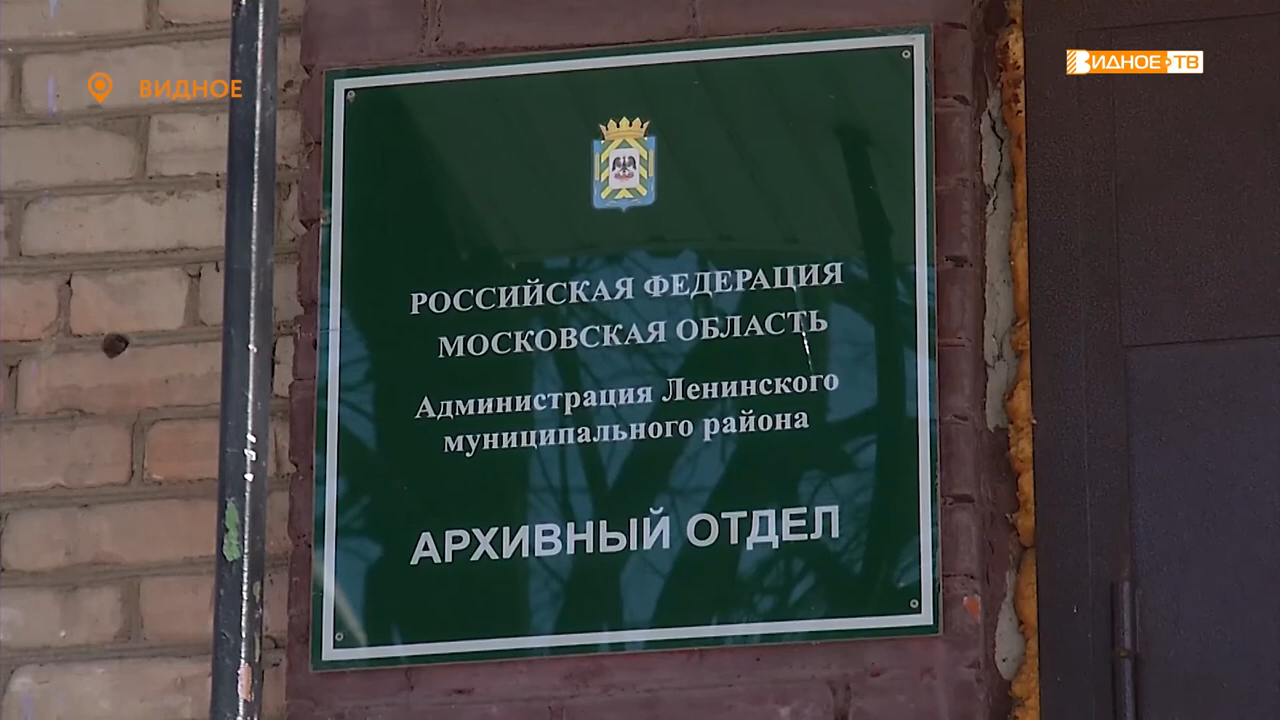 ВИДНОЕ
ВИДНОЕ ТВ
РОССИЙСКАЯ ФЕДЕРАЦИЯ
МОСКОВСКАЯ ОБЛАСТЬ
Администрация Ленинского
муниципального района
АРХИВНЫЙ ОТДЕЛ